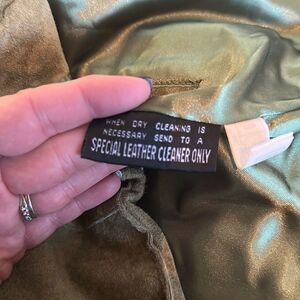 WHEN DRY CLEANING IS
NECESSARY SEND TO A
SPECIAL LEATHER CLEANER ONLY